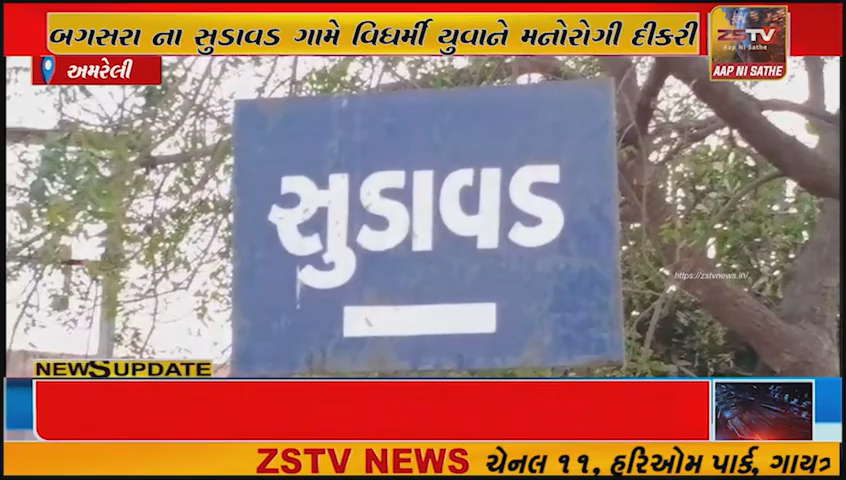 બગસરા ના સુડાવડ ગામે વિધર્મી યુવાને મનોરોગી દીકરી
ZSTV
Aap Ni Sathe
AAP NI SATHE
અમરેલી
સુડાવડ
https://zstvnews.in/
NEWS UPDATE
ZSTV NEWS ચેનલ ૧૧, હરિઓમ પાર્ક, ગાયત્ર